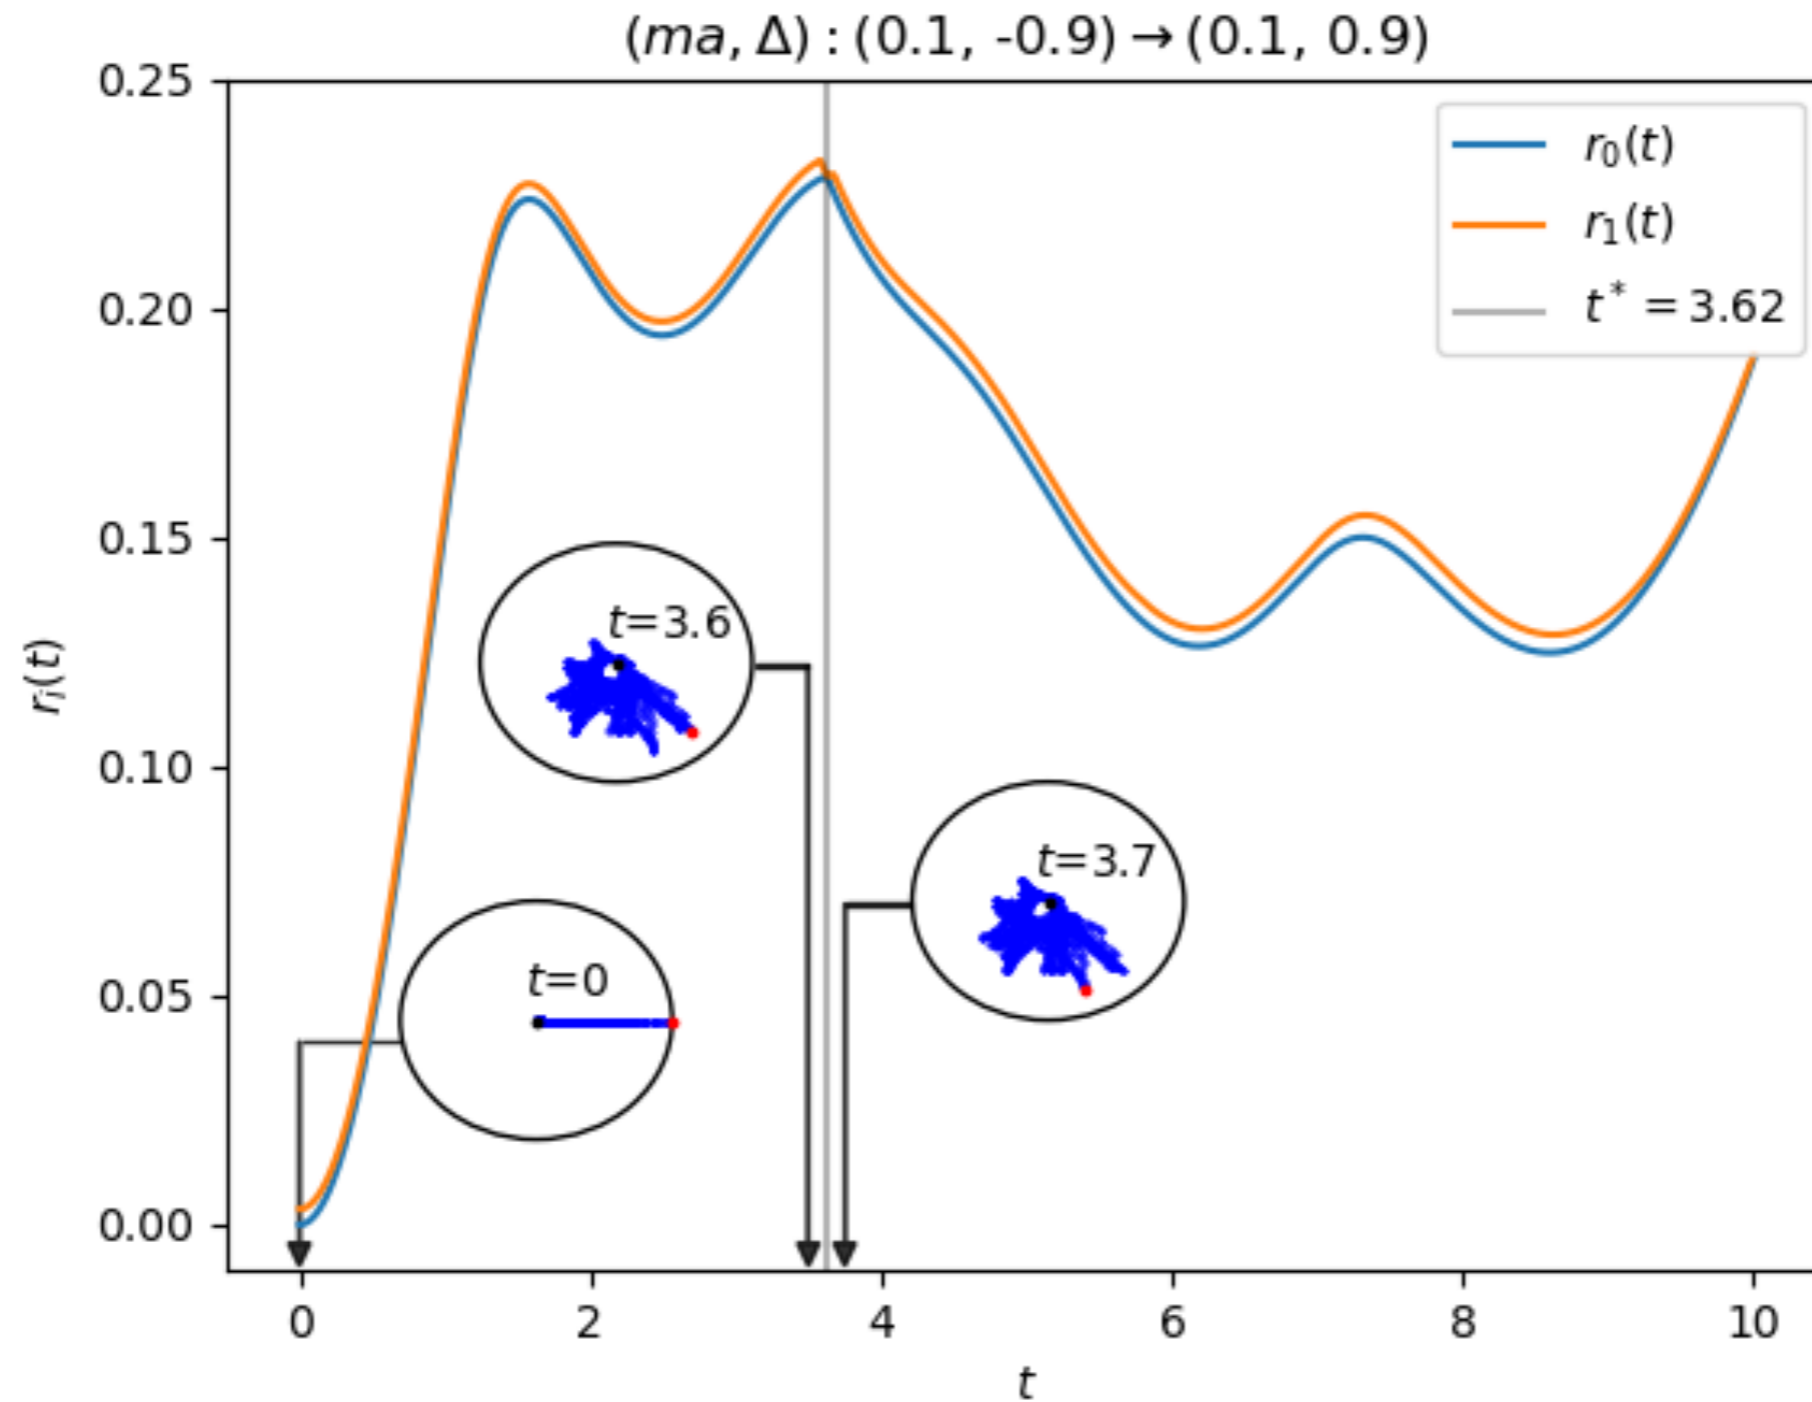 (ma, Δ) : (0.1, -0.9) → (0.1, 0.9)
0.25
0.20
0.15
0.10
0.05
0.00
r_i(t)
r_0(t)
r_1(t)
t* = 3.62
t=3.6
t=3.7
t=0
0 2 4 6 8 10
t